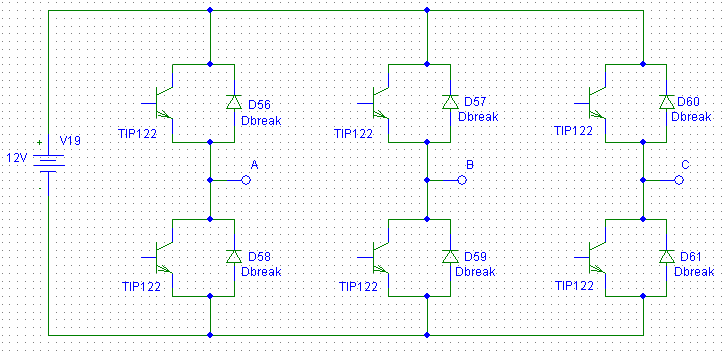 D56
Dbreak
TIP122
D57
Dbreak
TIP122
D60
Dbreak
TIP122
+
V19
12V
-
A
B
C
D58
Dbreak
TIP122
D59
Dbreak
TIP122
D61
Dbreak
TIP122